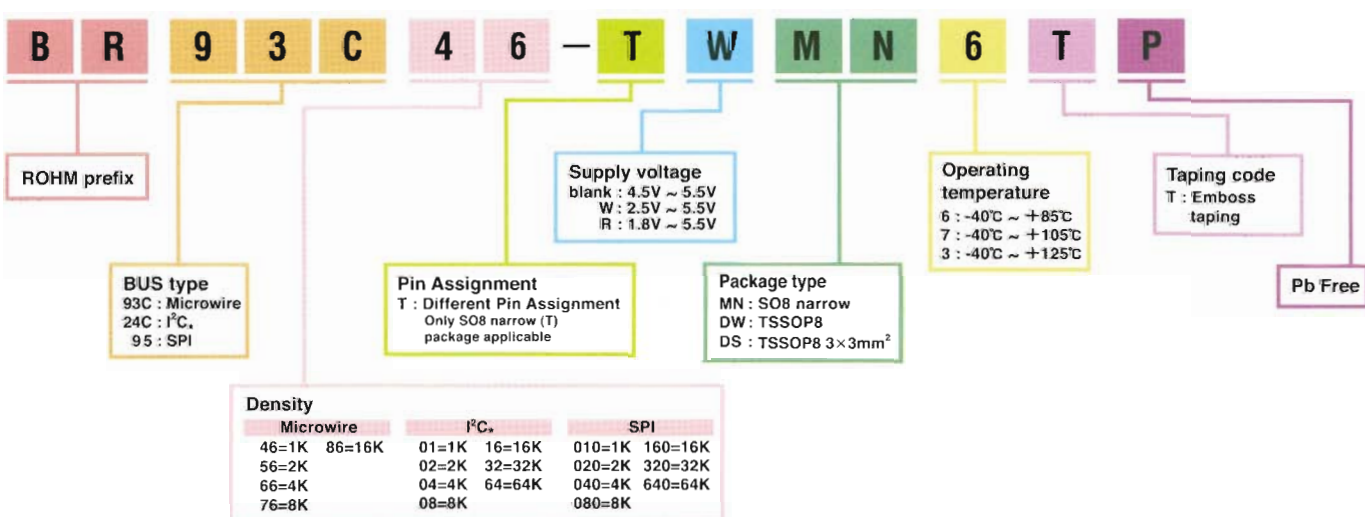 B R 9 3 C 4 6 – T W M N 6 T P
ROHM prefix
BUS type
93C : Microwire
24C : I²C.
95 : SPI
Density
Microwire
46=1K 86=16K
56=2K
66=4K
76=8K
I²C.
01=1K 16=16K
02=2K 32=32K
04=4K 64=64K
08=8K
SPI
010=1K 160=16K
020=2K 320=32K
040=4K 640=64K
080=8K
Pin Assignment
T : Different Pin Assignment
Only SO8 narrow (T)
package applicable
Supply voltage
blank : 4.5V ~ 5.5V
W : 2.5V ~ 5.5V
R : 1.8V ~ 5.5V
Package type
MN : SO8 narrow
DW : TSSOP8
DS : TSSOP8 3×3mm²
Operating
temperature
6 : -40℃ ~ +85℃
7 : -40℃ ~ +105℃
3 : -40℃ ~ +125℃
Taping code
T : Emboss
taping
Pb Free